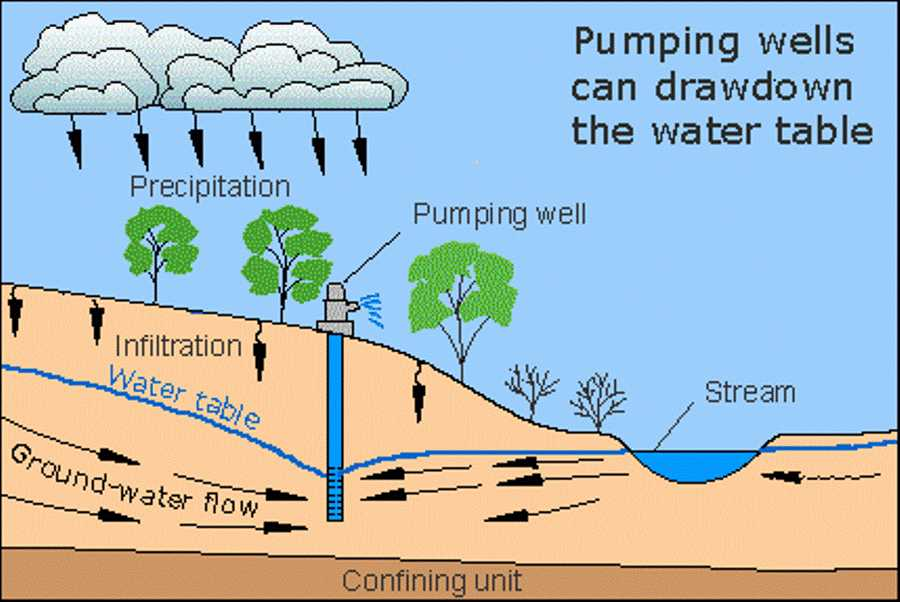 Pumping wells
can drawdown
the water table
Precipitation
Pumping well
Infiltration
Water table
Stream
Ground-water flow
Confining unit